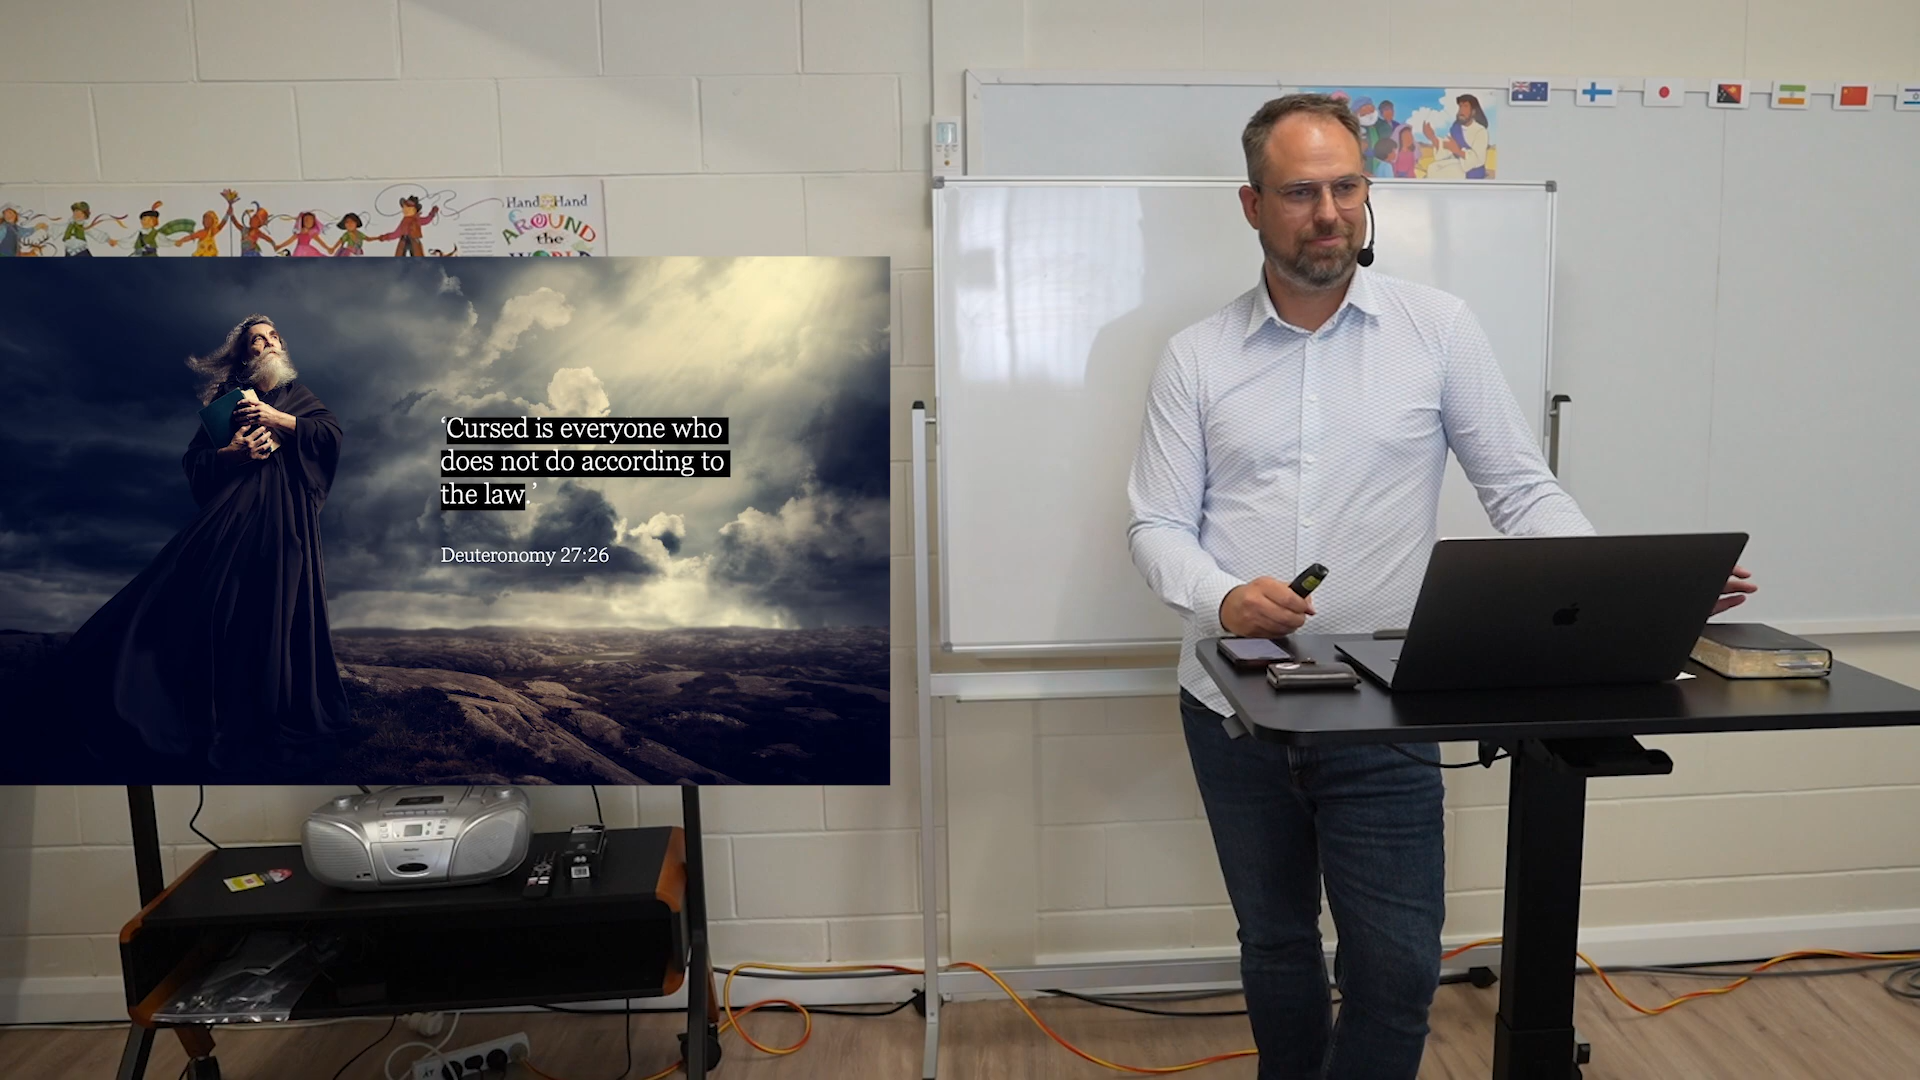 Hand in Hand
AROUND
the
WORLD
‘Cursed is everyone who
does not do according to
the law.’
Deuteronomy 27:26